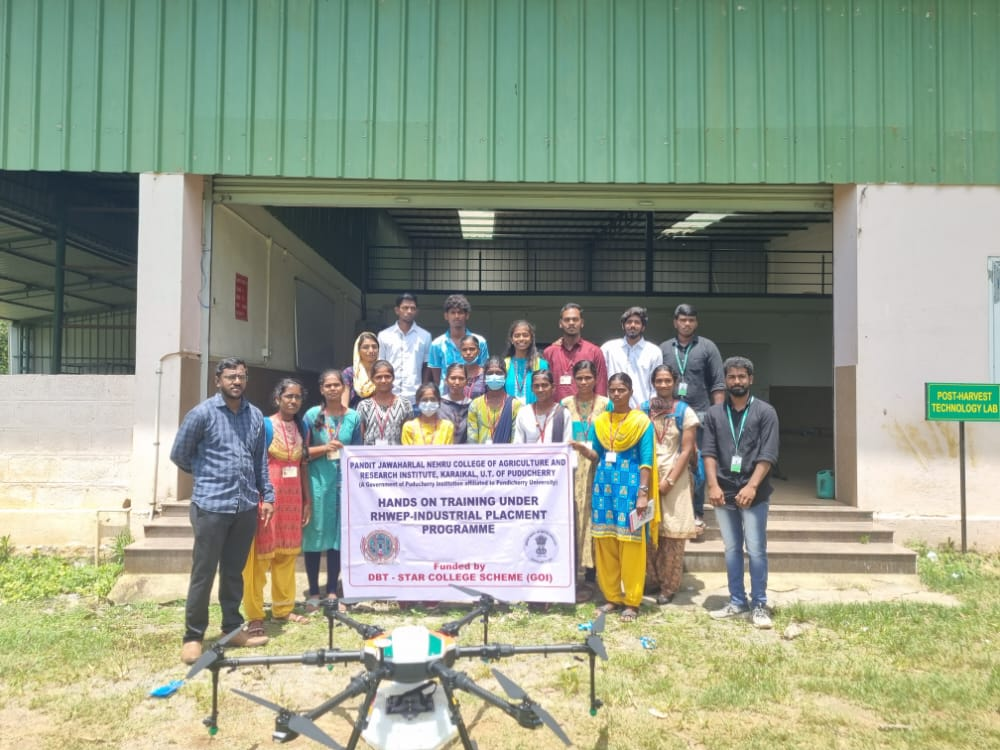 PANDIT JAWAHARLAL NEHRU COLLEGE OF AGRICULTURE AND
RESEARCH INSTITUTE, KARAIKAL, U.T. OF PUDUCHERRY
(A Government of Puducherry Institution affiliated to Pondicherry University)
HANDS ON TRAINING UNDER
RHWEP-INDUSTRIAL PLACMENT
PROGRAMME
Funded by
DBT - STAR COLLEGE SCHEME (GOI)
POST-HARVEST
TECHNOLOGY LAB